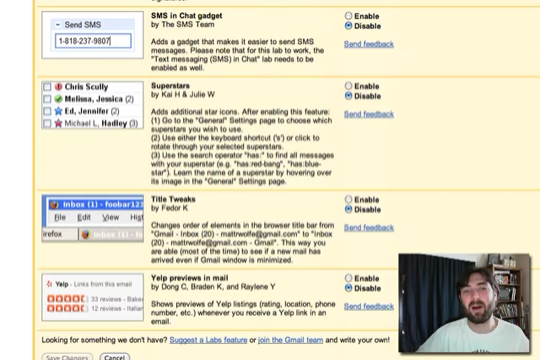 Send SMS
1-818-237-9807
SMS in Chat gadget
by The SMS Team
Adds a gadget that makes it easier to send SMS
messages. Please note that for this lab to work, the
"Text messaging (SMS) in Chat" lab needs to be
enabled as well.
Enable
Disable
Send feedback
Chris Scully
Melissa, Jessica (2)
Ed, Jennifer (2)
Michael L, Hadley (3)
Superstars
by Kai H & Julie W
Adds additional star icons. After enabling this feature:
(1) Go to the "General" Settings page to choose which
superstars you wish to use.
(2) Use either the keyboard shortcut ('s') or click to
rotate through your selected superstars.
(3) Use the search operator "has:" to find all messages
with your superstar (e.g. "has:red-bang", "has:blue-
star"). Learn the name of a superstar by hovering over
its image in the "General" Settings page.
Enable
Disable
Send feedback
Inbox (1) - foobar123
File Edit View Hist
irefox Inbox (1) - fo
Title Tweaks
by Fedor K
Changes order of elements in the browser title bar from
"Gmail - Inbox (20) - mattrwolfe@gmail.com" to "Inbox
(20) - mattrwolfe@gmail.com - Gmail". This way you
are able (most of the time) to see if a new mail has
arrived even if Gmail window is minimized.
Enable
Disable
Send feedback
Yelp - Links from this email
33 reviews - Baker
12 reviews - Italian
Yelp previews in mail
by Dong C, Braden K, and Raylene Y
Shows previews of Yelp listings (rating, location, phone
number, etc.) whenever you receive a Yelp link in an
email.
Enable
Disable
Send feedback
Looking for something we don't have? Suggest a Labs feature or join the Gmail team and write your own!
Save Changes Cancel